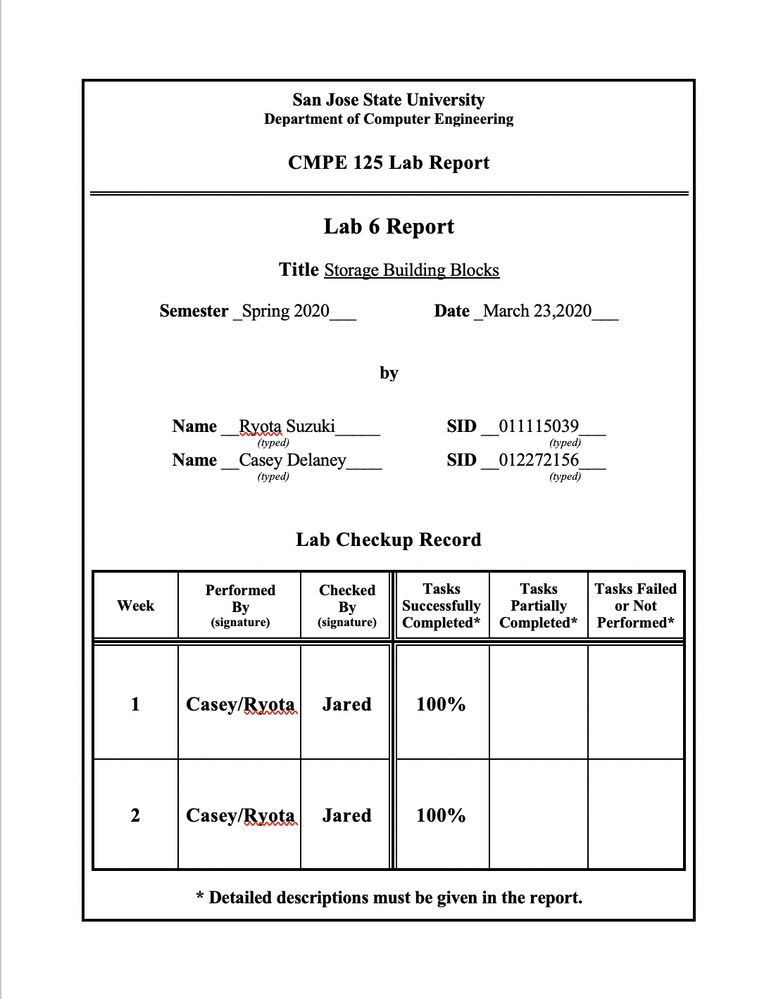 San Jose State University
Department of Computer Engineering
CMPE 125 Lab Report
Lab 6 Report
Title Storage Building Blocks
Semester _Spring 2020___ Date _March 23,2020___
by
Name __Ryota Suzuki_____ SID __011115039___
(typed) (typed)
Name __Casey Delaney____ SID __012272156___
(typed) (typed)
Lab Checkup Record
Week Performed By (signature) Checked By (signature) Tasks Successfully Completed* Tasks Partially Completed* Tasks Failed or Not Performed*
1 Casey/Ryota Jared 100%
2 Casey/Ryota Jared 100%
* Detailed descriptions must be given in the report.